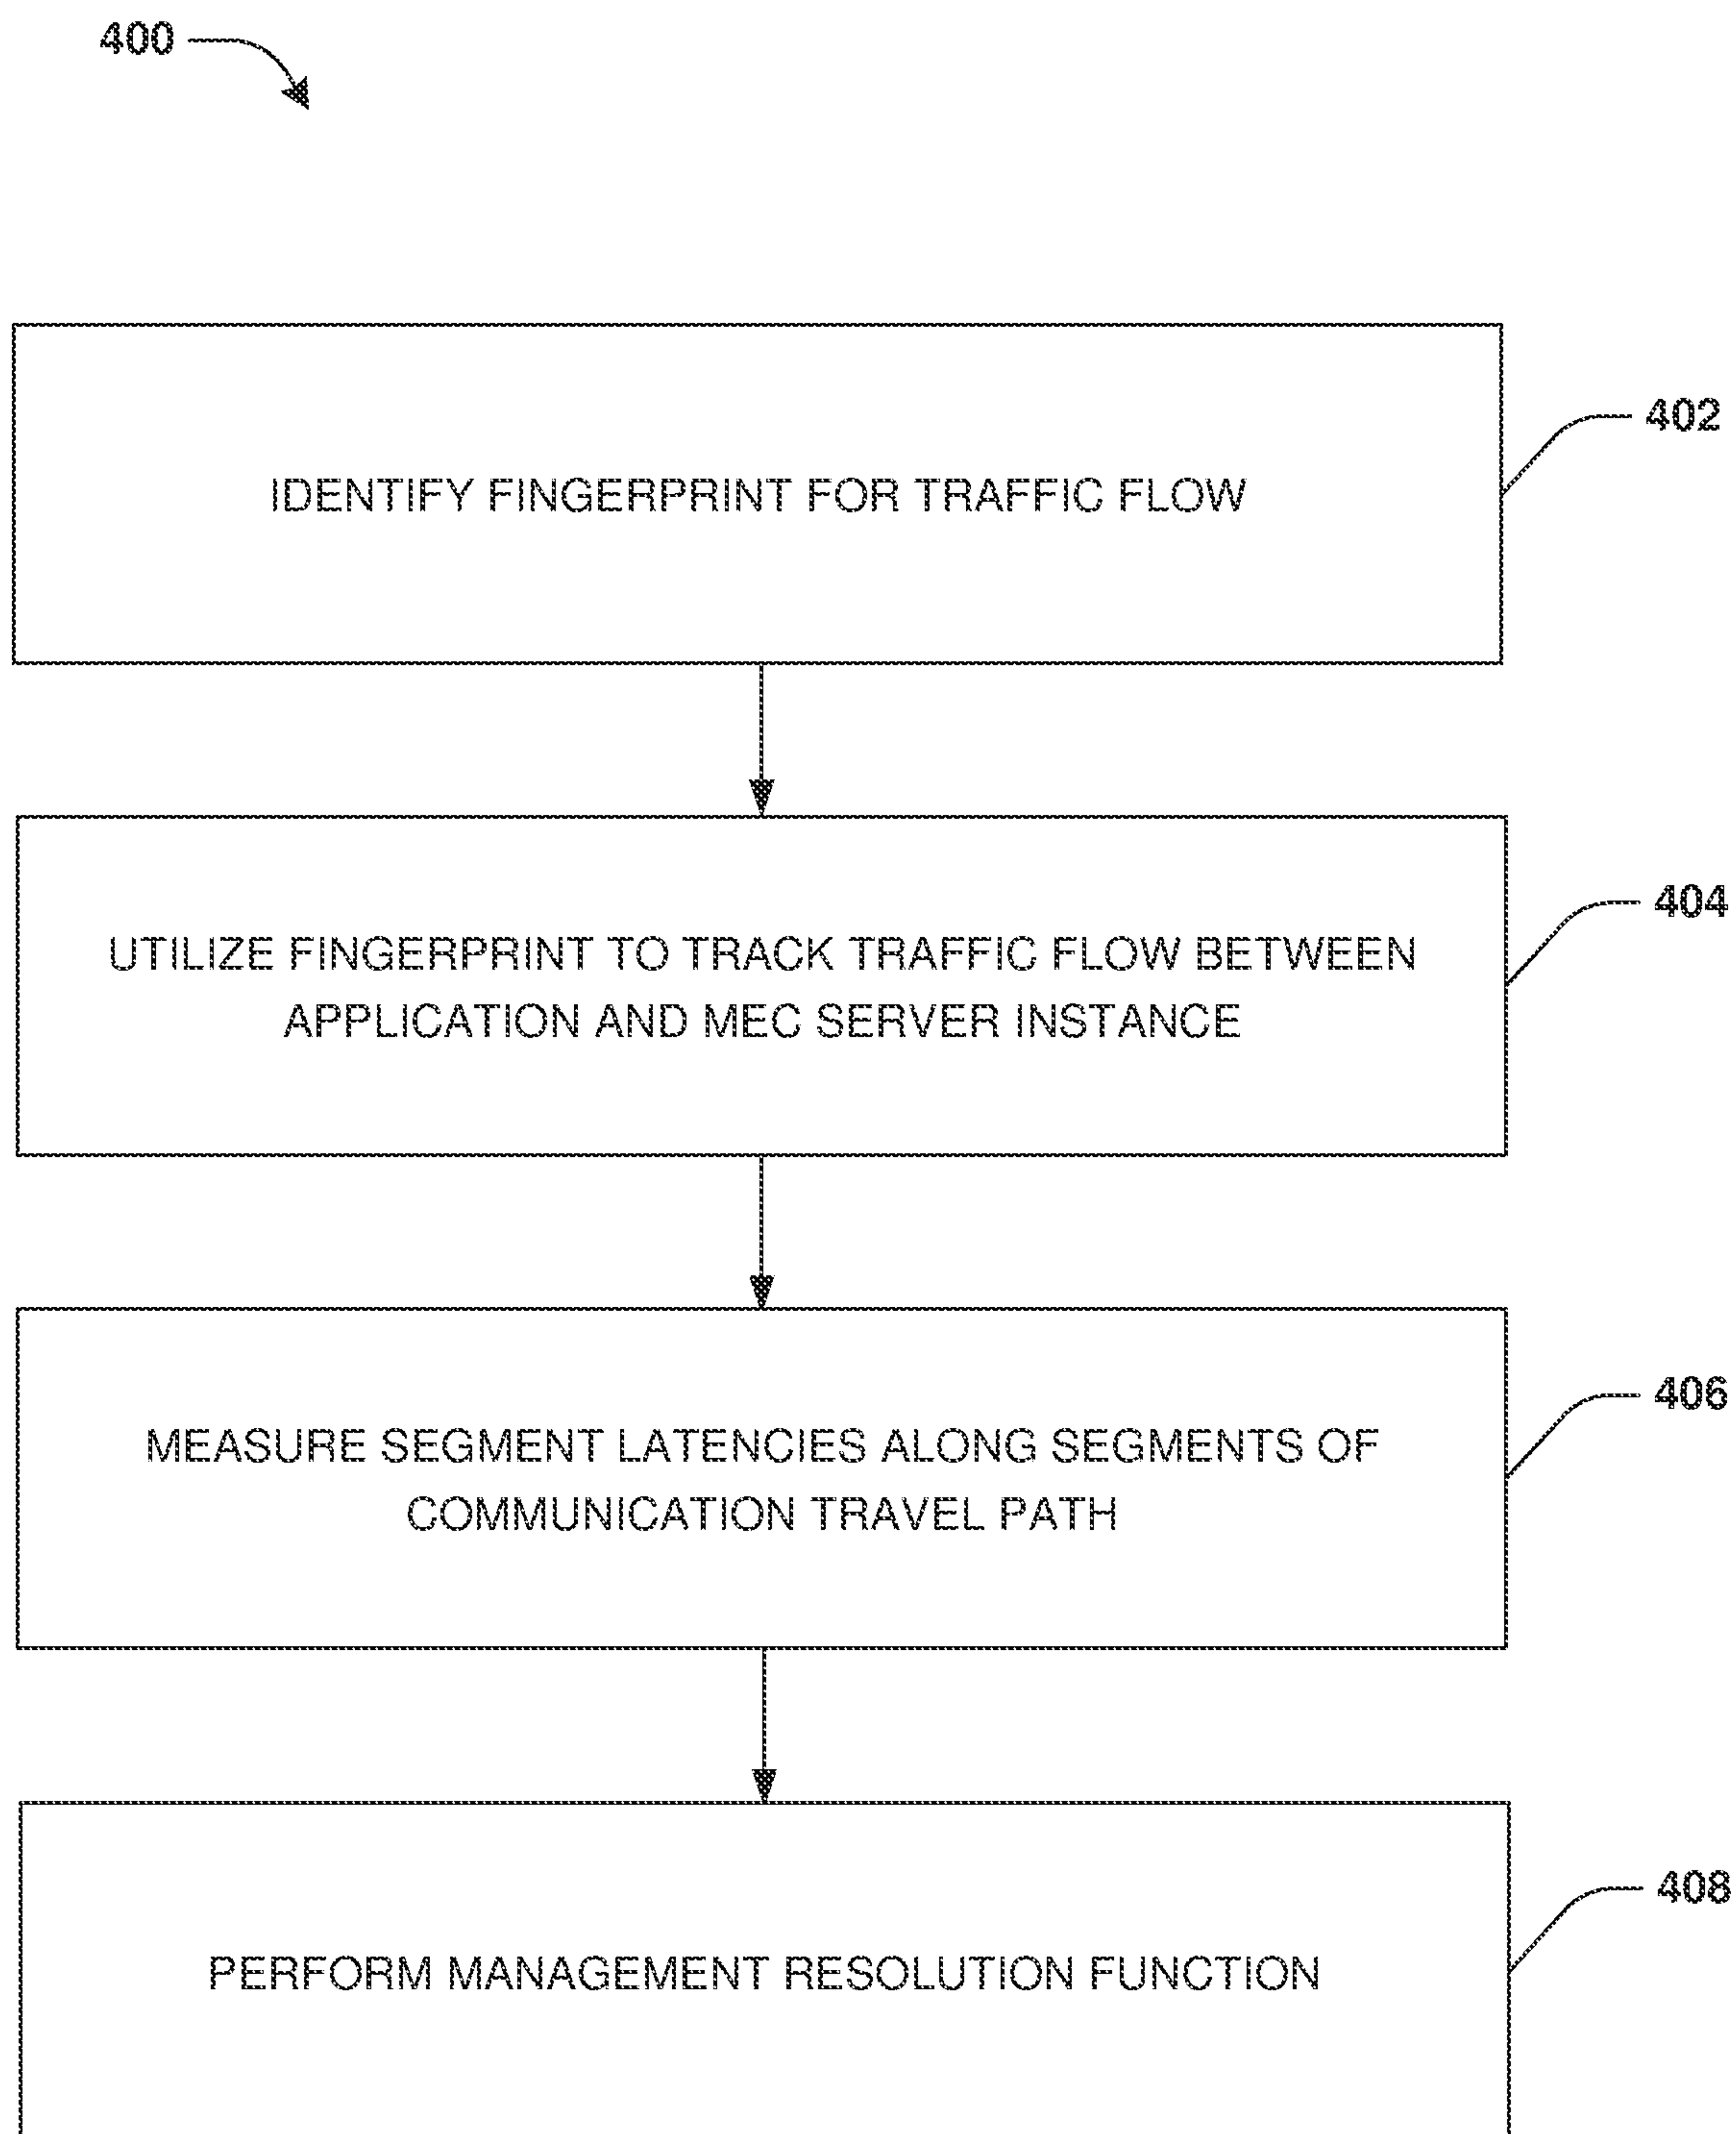 400
402
IDENTIFY FINGERPRINT FOR TRAFFIC FLOW
404
UTILIZE FINGERPRINT TO TRACK TRAFFIC FLOW BETWEEN
APPLICATION AND MEC SERVER INSTANCE
406
MEASURE SEGMENT LATENCIES ALONG SEGMENTS OF
COMMUNICATION TRAVEL PATH
408
PERFORM MANAGEMENT RESOLUTION FUNCTION